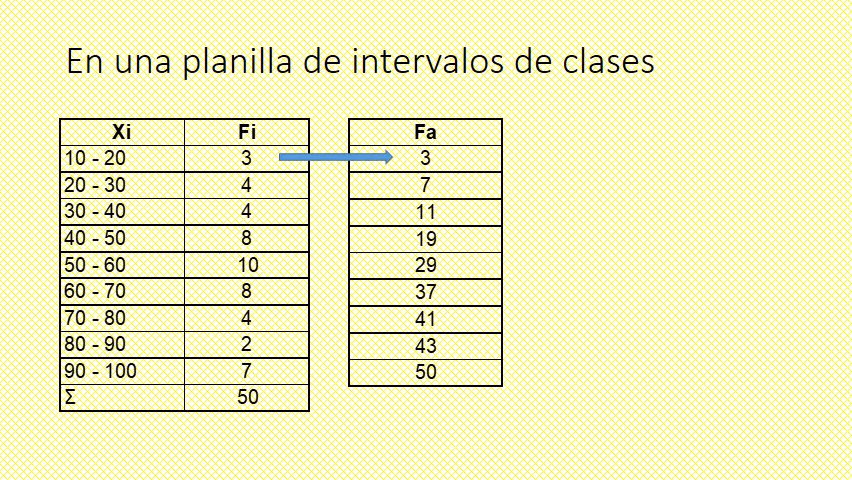 En una planilla de intervalos de clases
Xi Fi Fa
10 - 20 3 3
20 - 30 4 7
30 - 40 4 11
40 - 50 8 19
50 - 60 10 29
60 - 70 8 37
70 - 80 4 41
80 - 90 2 43
90 - 100 7 50
Σ 50